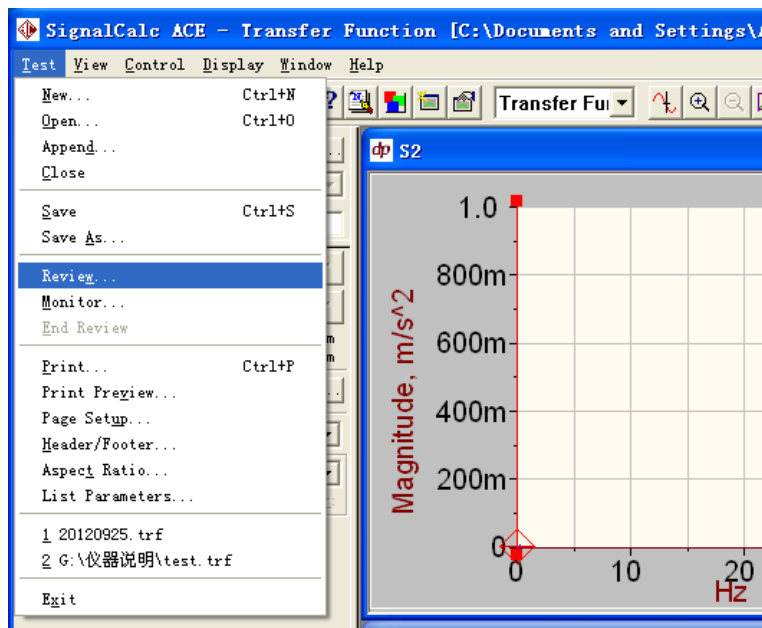 SignalCalc ACE - Transfer Function [C:\Documents and Settings\
Test View Control Display Window Help
New... Ctrl+N
Open... Ctrl+O
Append...
Close
Save Ctrl+S
Save As...
Review...
Monitor...
End Review
Print... Ctrl+P
Print Preview...
Page Setup...
Header/Footer...
Aspect Ratio...
List Parameters...
1 20120925.trf
2 G:\仪器说明\test.trf
Exit
Transfer Fu
dp S2
Magnitude, m/s^2
1.0
800m
600m
400m
200m
0
0 10 20
Hz